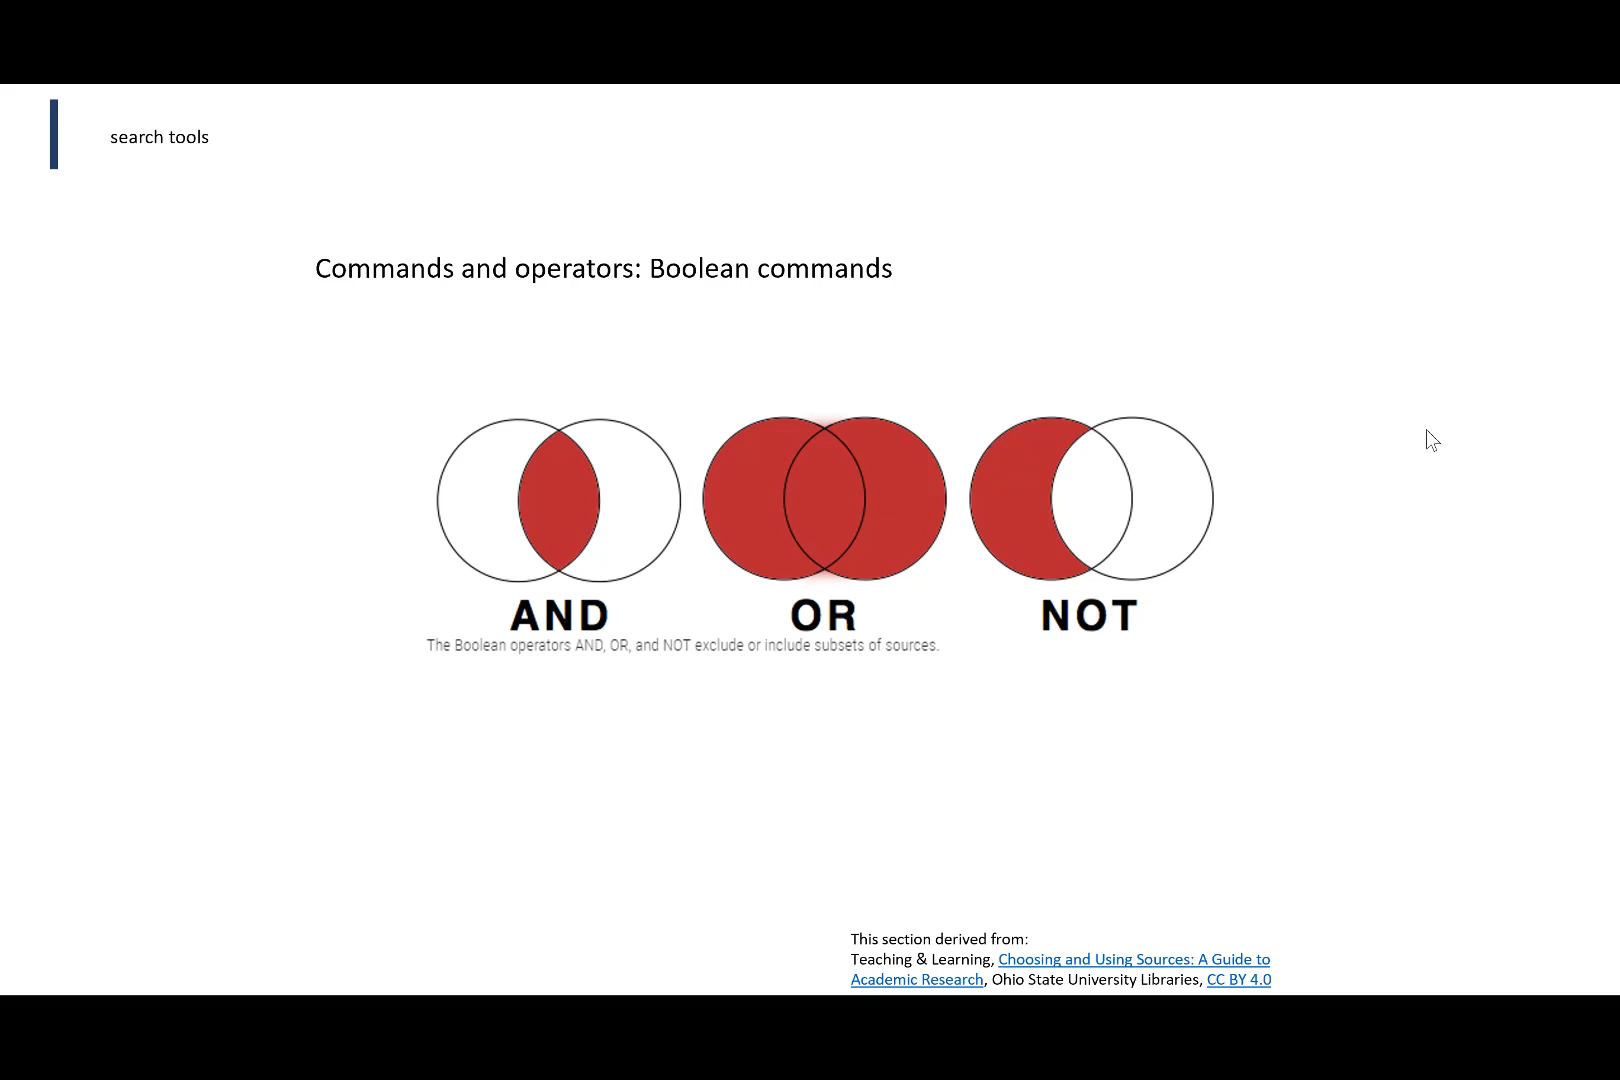 search tools
Commands and operators: Boolean commands
AND OR NOT
The Boolean operators AND, OR, and NOT exclude or include subsets of sources.
This section derived from:
Teaching & Learning, Choosing and Using Sources: A Guide to
Academic Research, Ohio State University Libraries, CC BY 4.0